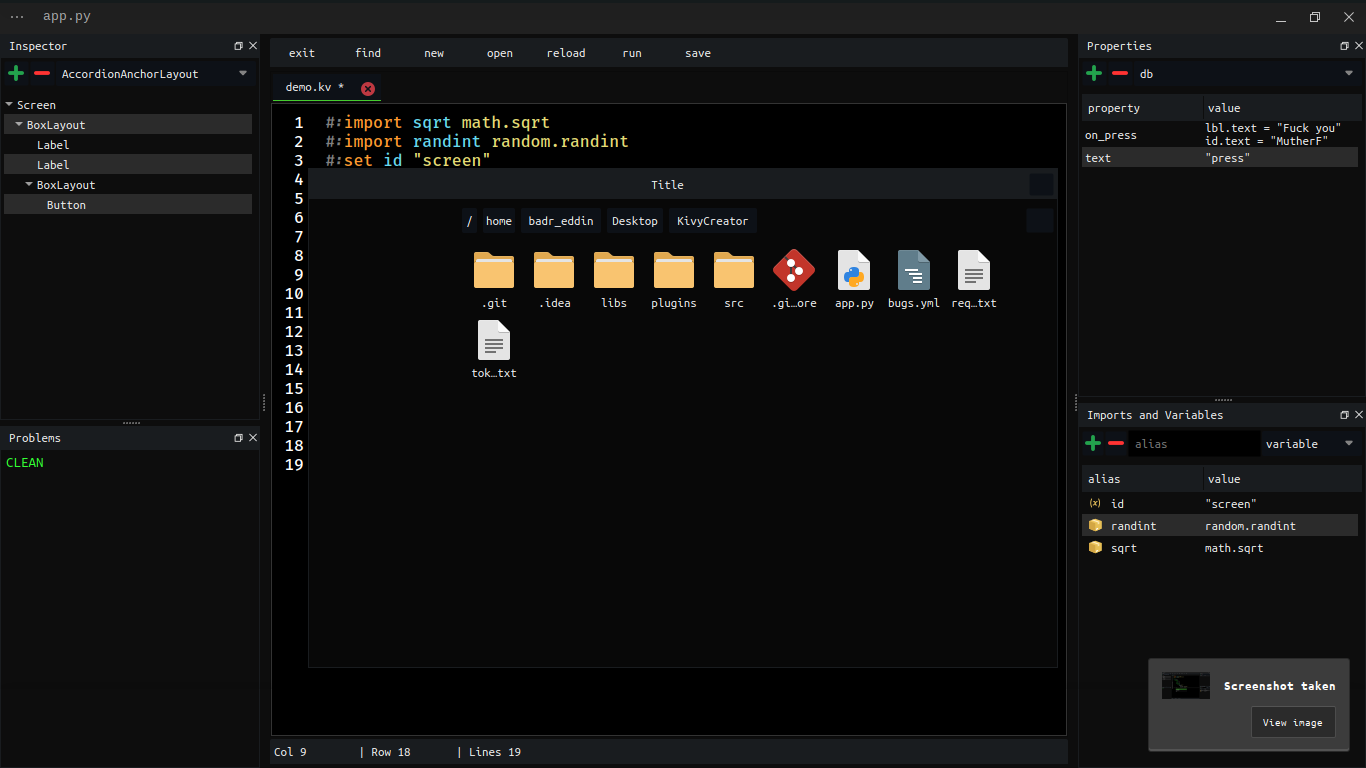 app.py
Inspector
AccordionAnchorLayout
Screen
BoxLayout
Label
Label
BoxLayout
Button
Problems
CLEAN
exit find new open reload run save
demo.kv *
1 #:import sqrt math.sqrt
2 #:import randint random.randint
3 #:set id "screen"
4
5
6
7
8
9
10
11
12
13
14
15
16
17
18
19
Title
/ home badr_eddin Desktop KivyCreator
.git .idea libs plugins src .gi…ore app.py bugs.yml req…txt
tok…txt
Col 9 | Row 18 | Lines 19
Properties
db
property value
on_press lbl.text = "Fuck you"
id.text = "MutherF"
text "press"
Imports and Variables
alias variable
alias value
(x) id "screen"
randint random.randint
sqrt math.sqrt
Screenshot taken
View image